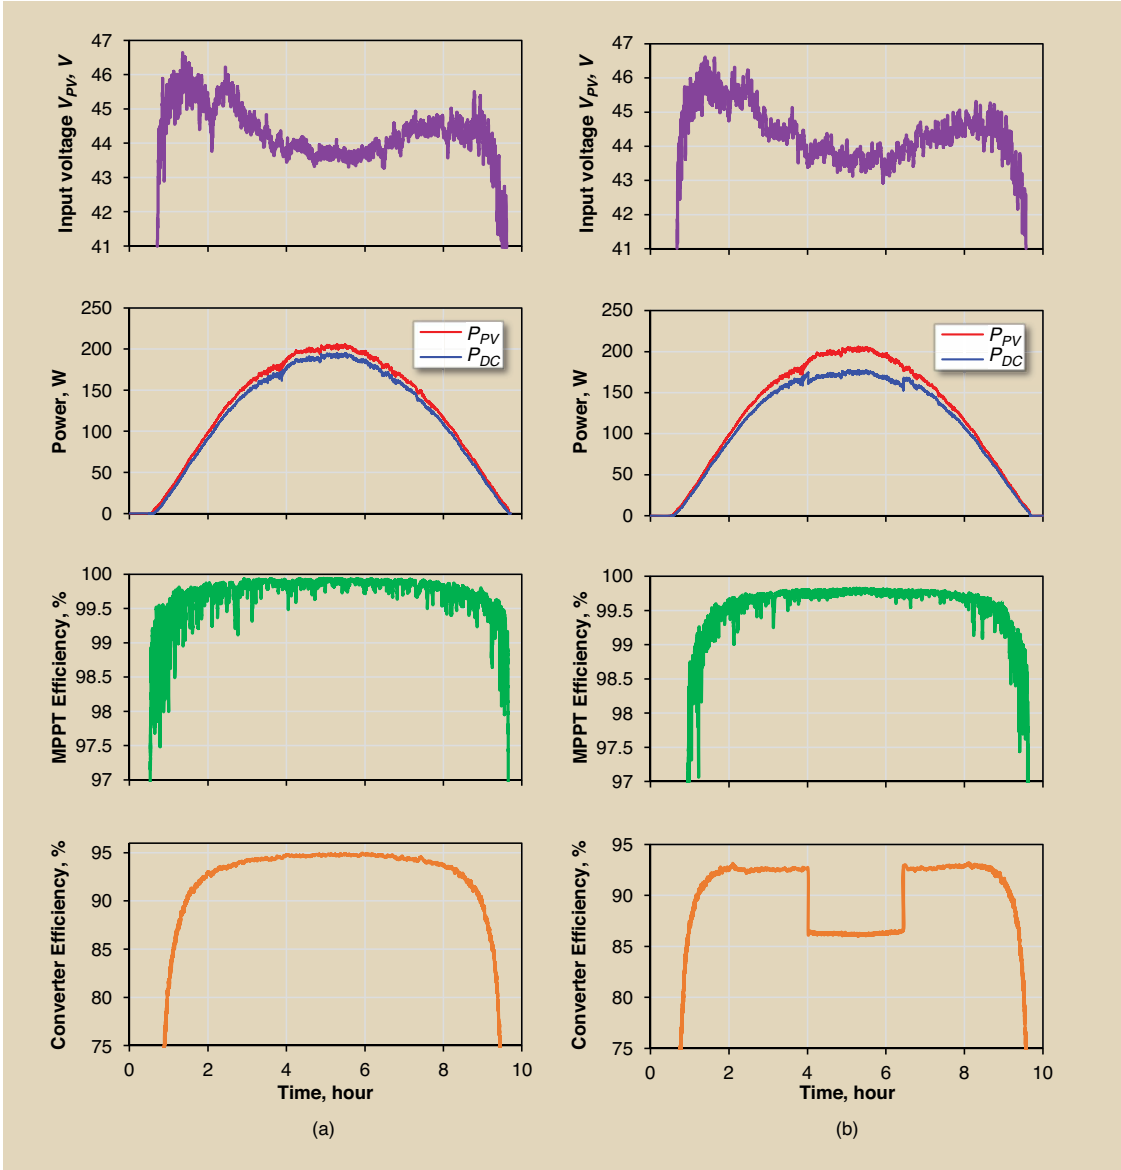 Input voltage V_PV, V
47
46
45
44
43
42
41
Power, W
250
200
150
100
50
0
P_PV
P_DC
MPPT Efficiency, %
100
99.5
99
98.5
98
97.5
97
Converter Efficiency, %
95
90
85
80
75
0 2 4 6 8 10
Time, hour
(a)
Input voltage V_PV, V
47
46
45
44
43
42
41
Power, W
250
200
150
100
50
0
P_PV
P_DC
MPPT Efficiency, %
100
99.5
99
98.5
98
97.5
97
Converter Efficiency, %
95
90
85
80
75
0 2 4 6 8 10
Time, hour
(b)